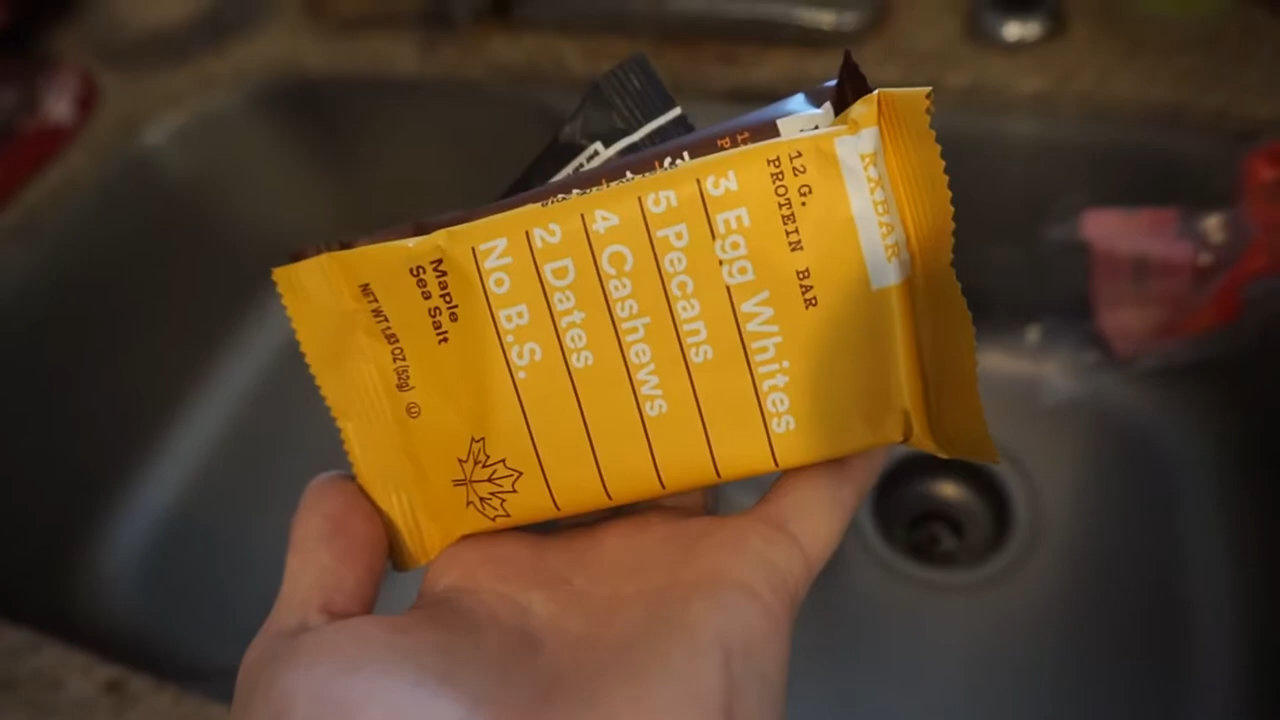 RXBAR
12 G.
PROTEIN BAR
3 Egg Whites
5 Pecans
4 Cashews
2 Dates
No B.S.
Maple
Sea Salt
NET WT 1.83 OZ (52g)